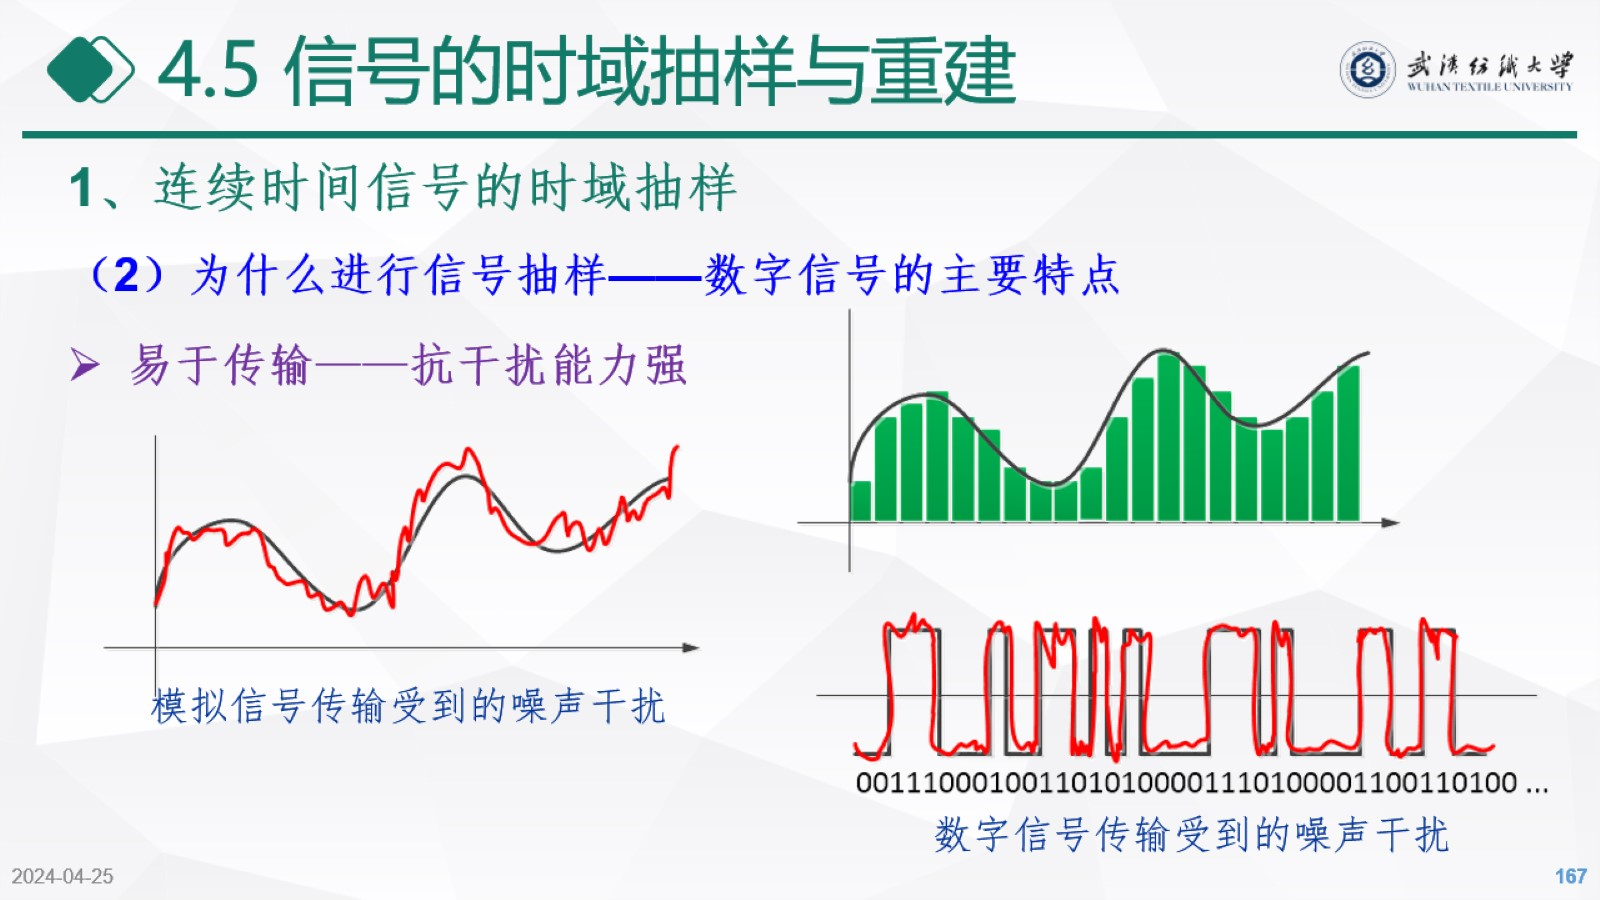 4.5 信号的时域抽样与重建
武汉纺织大学
WUHAN TEXTILE UNIVERSITY
1、连续时间信号的时域抽样
（2）为什么进行信号抽样——数字信号的主要特点
➢ 易于传输——抗干扰能力强
模拟信号传输受到的噪声干扰
0011100010011010100001110100001100110100 ...
数字信号传输受到的噪声干扰
2024-04-25
167